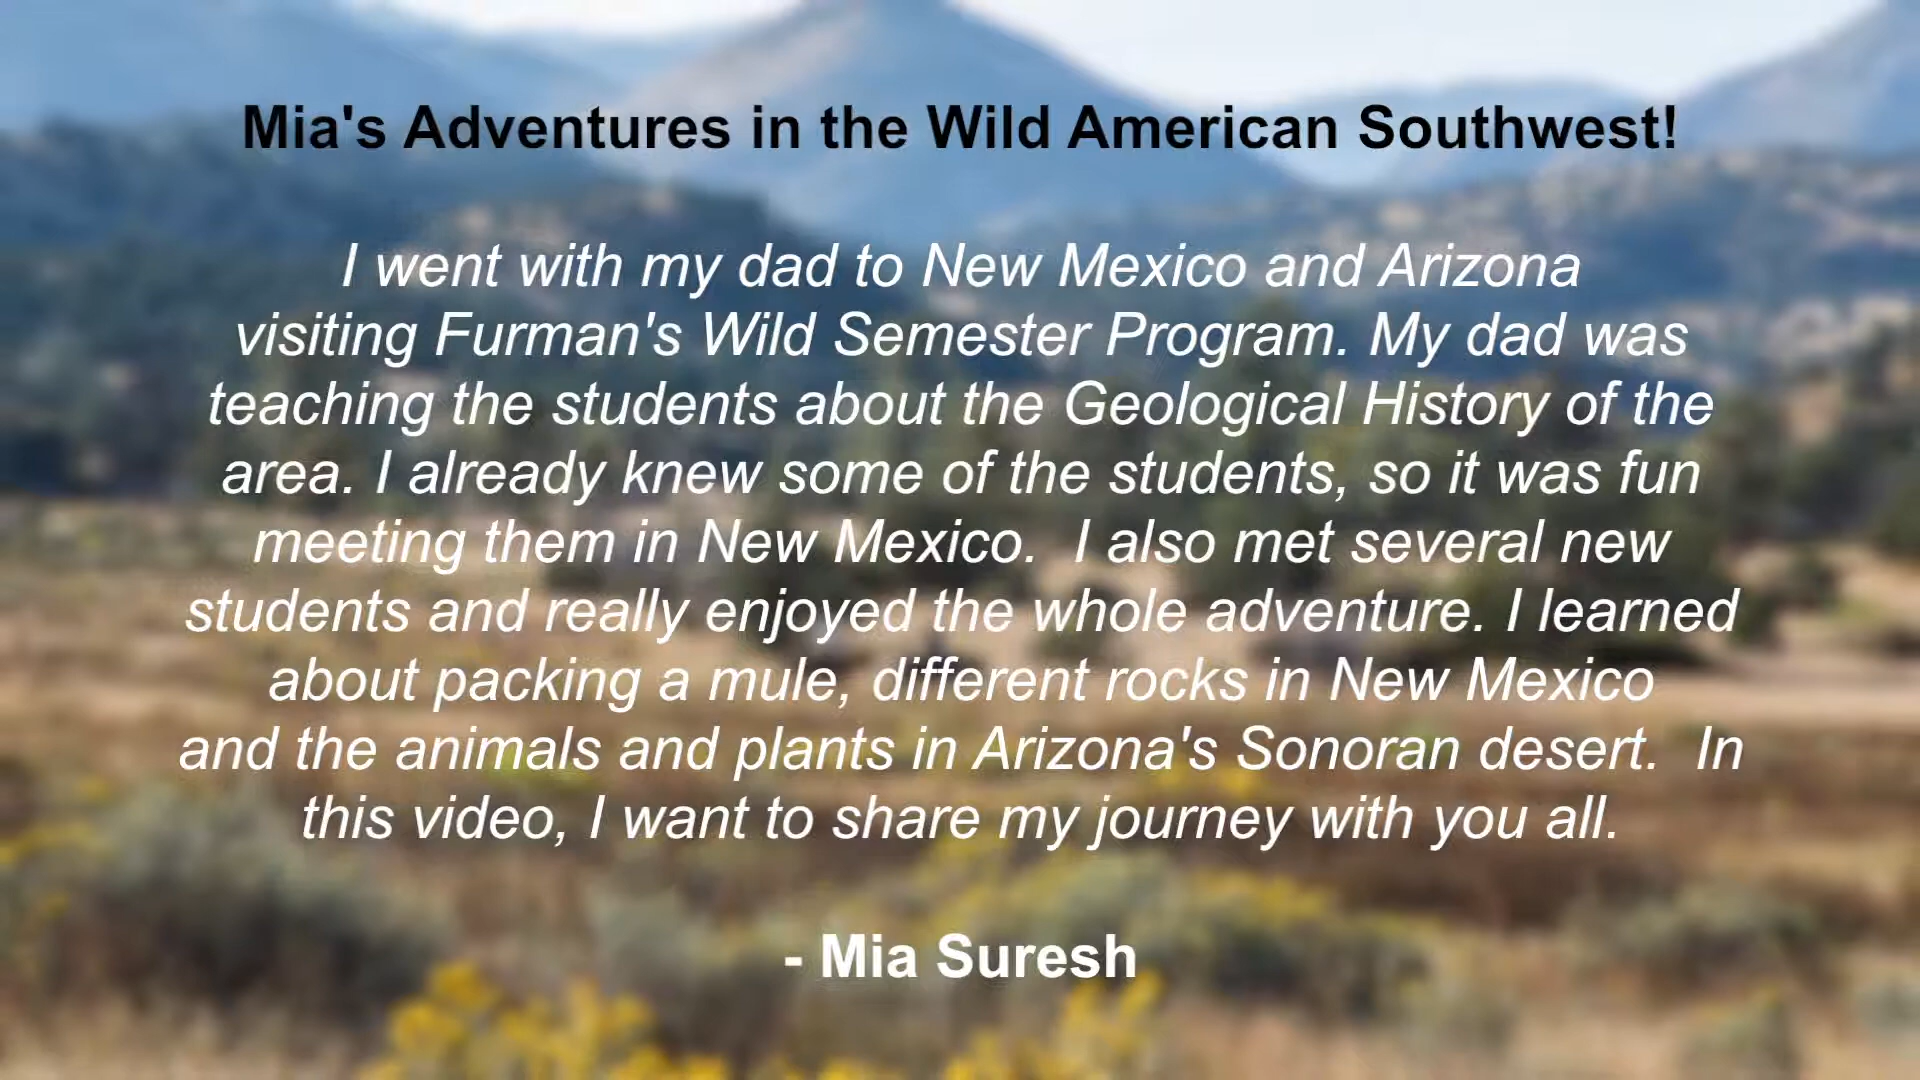 Mia's Adventures in the Wild American Southwest!
I went with my dad to New Mexico and Arizona
visiting Furman's Wild Semester Program. My dad was
teaching the students about the Geological History of the
area. I already knew some of the students, so it was fun
meeting them in New Mexico.  I also met several new
students and really enjoyed the whole adventure. I learned
about packing a mule, different rocks in New Mexico
and the animals and plants in Arizona's Sonoran desert.  In
this video, I want to share my journey with you all.
- Mia Suresh